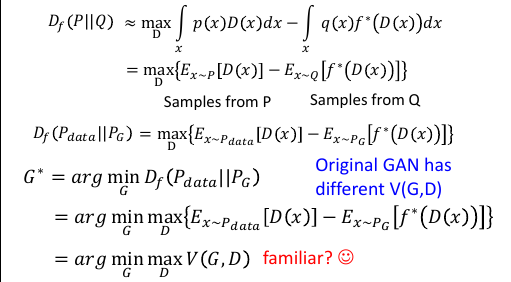 D_f(P||Q) ≈ max_D ∫_x p(x)D(x)dx − ∫_x q(x)f*(D(x))dx
= max_D{E_{x~P}[D(x)] − E_{x~Q}[f*(D(x))]}
Samples from P Samples from Q
D_f(P_data||P_G) = max_D{E_{x~P_data}[D(x)] − E_{x~P_G}[f*(D(x))]}
G* = arg min_G D_f(P_data||P_G)
Original GAN has
different V(G,D)
= arg min_G max_D{E_{x~P_data}[D(x)] − E_{x~P_G}[f*(D(x))]}
= arg min_G max_D V(G,D) familiar? ☺